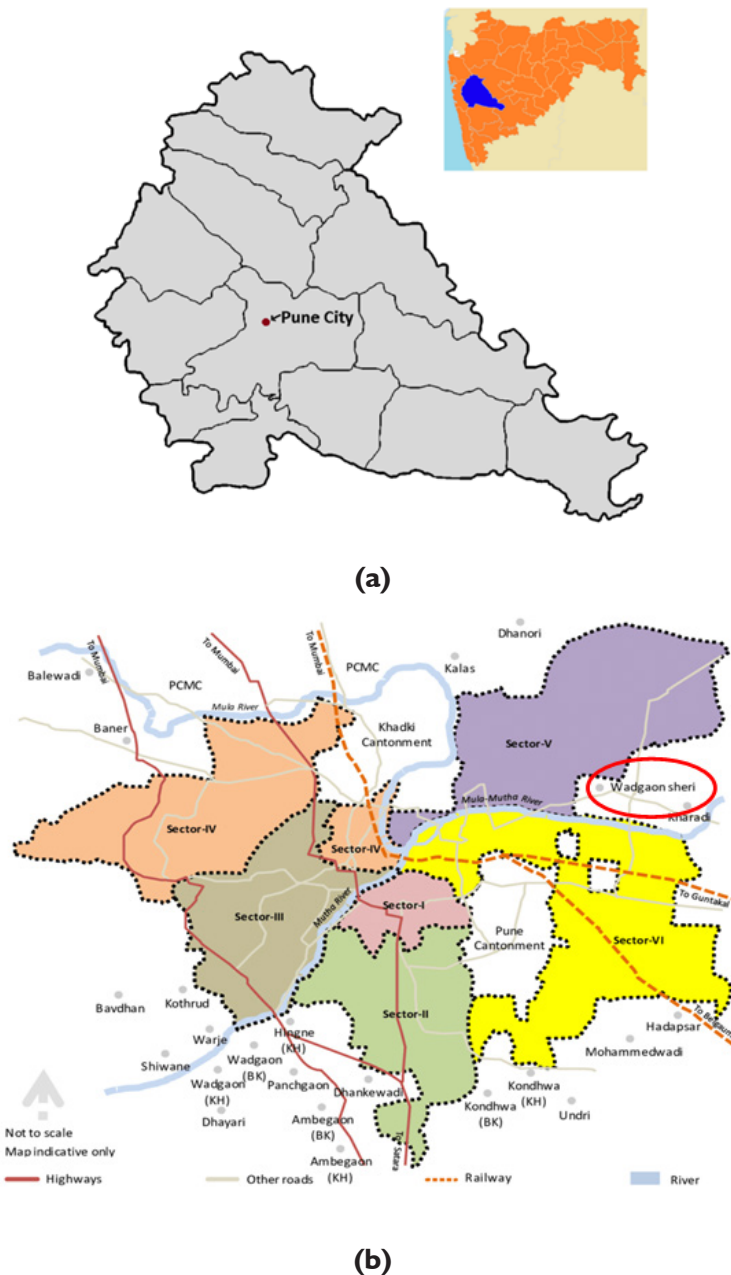 Pune City
(a)
To Mumbai
To Mumbai
To Mumbai
Dhanori
Balewadi
PCMC
PCMC
Kalas
Mula River
Baner
Khadki
Cantonment
Sector-V
Wadgaon sheri
Mula-Mutha River
Kharadi
Sector-IV
Sector-IV
Mutha River
Sector-I
To Guntakal
Sector-III
Pune
Cantonment
Sector-VI
Sector-II
Bavdhan
Kothrud
Warje
Hingne
(KH)
Hadapsar
To Belgaum
Mohammedwadi
Shiwane
Wadgaon
(BK)
Wadgaon
(KH)
Panchgaon
Dhankewadi
Kondhwa
(KH)
Kondhwa
(BK)
Undri
Dhayari
Ambegaon
(BK)
Ambegaon
(KH)
To Satara
Not to scale
Map indicative only
Highways
Other roads
Railway
River
(b)